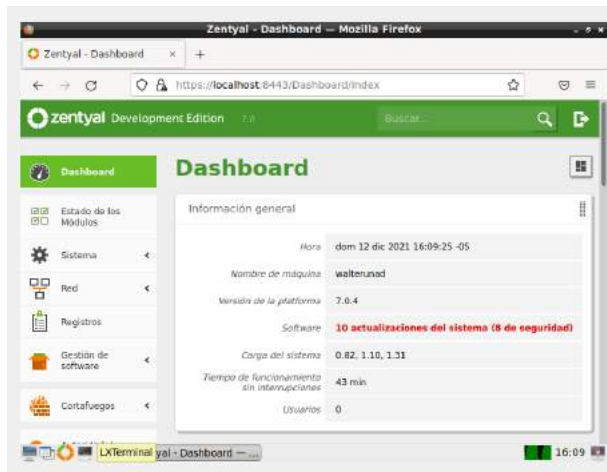 Zentyal - Dashboard — Mozilla Firefox
Zentyal - Dashboard
https://localhost:8443/Dashboard/Index
zentyal Development Edition 7.0
Buscar...
Dashboard
Dashboard
Estado de los
Módulos
Sistema
Red
Registros
Gestión de
software
Cortafuegos
Información general
Hora dom 12 dic 2021 16:09:25 -05
Nombre de máquina walterunad
Versión de la platforma 7.0.4
Software 10 actualizaciones del sistema (8 de seguridad)
Carga del sistema 0.82, 1.10, 1.31
Tiempo de funcionamiento
sin interrupciones 43 min
Usuarios 0
LXTerminal
yal - Dashboard — ...
16:09